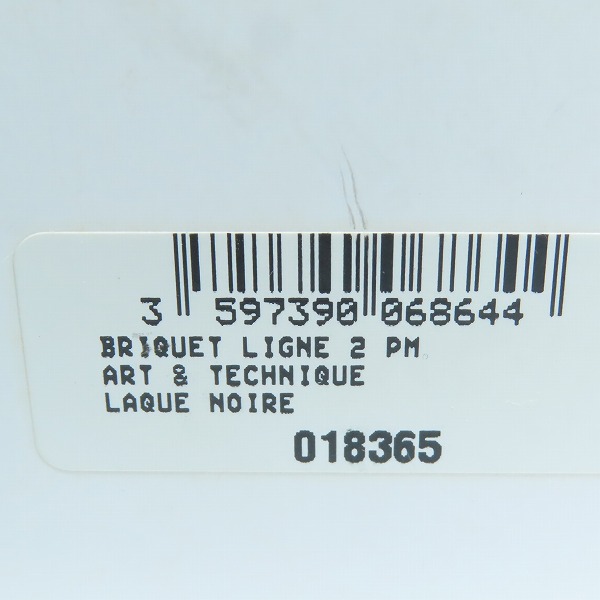 3 597390 068644
BRIQUET LIGNE 2 PM
ART & TECHNIQUE
LAQUE NOIRE
018365